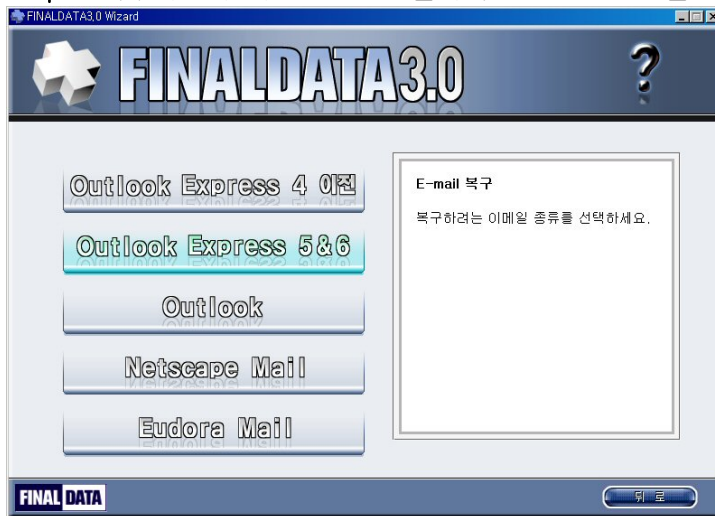 FINALDATA3,0 Wizard
FINALDATA3.0
?
Outlook Express 4 이전
Outlook Express 5&6
Outlook
Netscape Mail
Eudora Mail
E-mail 복구
복구하려는 이메일 종류를 선택하세요.
FINAL DATA
뒤 로